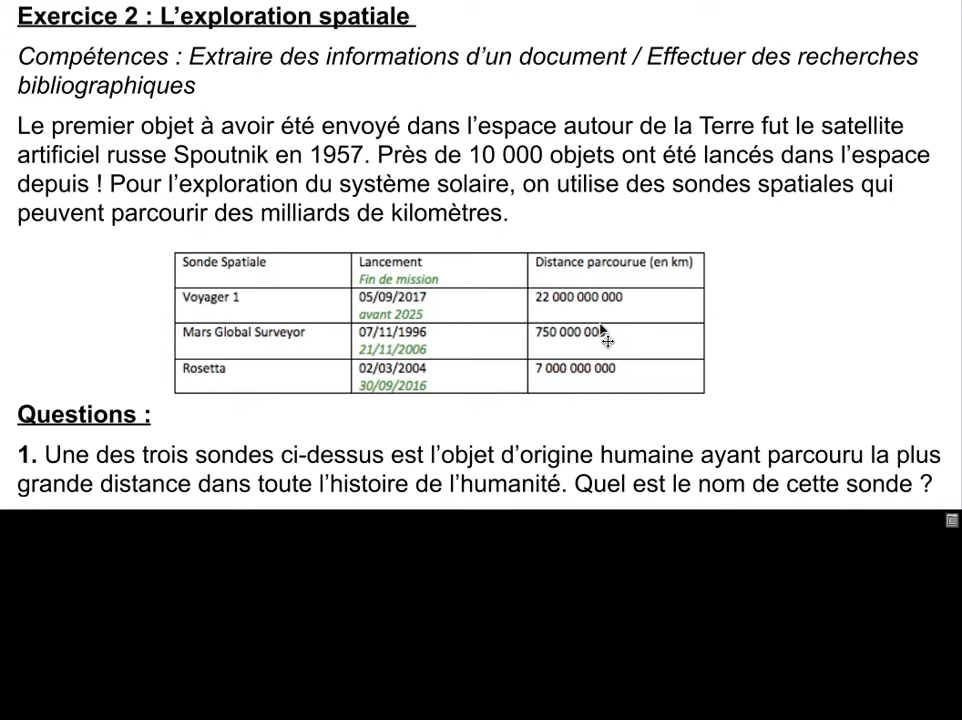 Exercice 2 : L'exploration spatiale
Compétences : Extraire des informations d'un document / Effectuer des recherches
bibliographiques
Le premier objet à avoir été envoyé dans l'espace autour de la Terre fut le satellite
artificiel russe Spoutnik en 1957. Près de 10 000 objets ont été lancés dans l'espace
depuis ! Pour l'exploration du système solaire, on utilise des sondes spatiales qui
peuvent parcourir des milliards de kilomètres.
Sonde Spatiale Lancement Distance parcourue (en km)
Fin de mission
Voyager 1 05/09/2017 22 000 000 000
avant 2025
Mars Global Surveyor 07/11/1996 750 000 000
21/11/2006
Rosetta 02/03/2004 7 000 000 000
30/09/2016
Questions :
1. Une des trois sondes ci-dessus est l'objet d'origine humaine ayant parcouru la plus
grande distance dans toute l'histoire de l'humanité. Quel est le nom de cette sonde ?